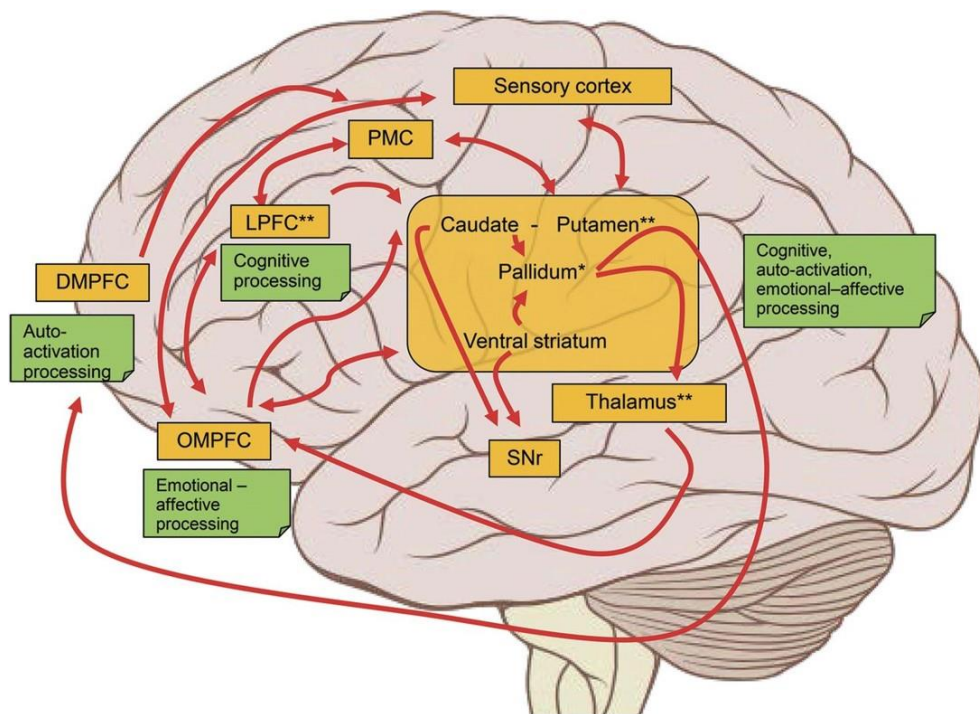 Sensory cortex
PMC
LPFC**
Cognitive
processing
DMPFC
Auto-
activation
processing
Caudate - Putamen**
Pallidum*
Ventral striatum
Cognitive,
auto-activation,
emotional–affective
processing
Thalamus**
OMPFC
SNr
Emotional –
affective
processing